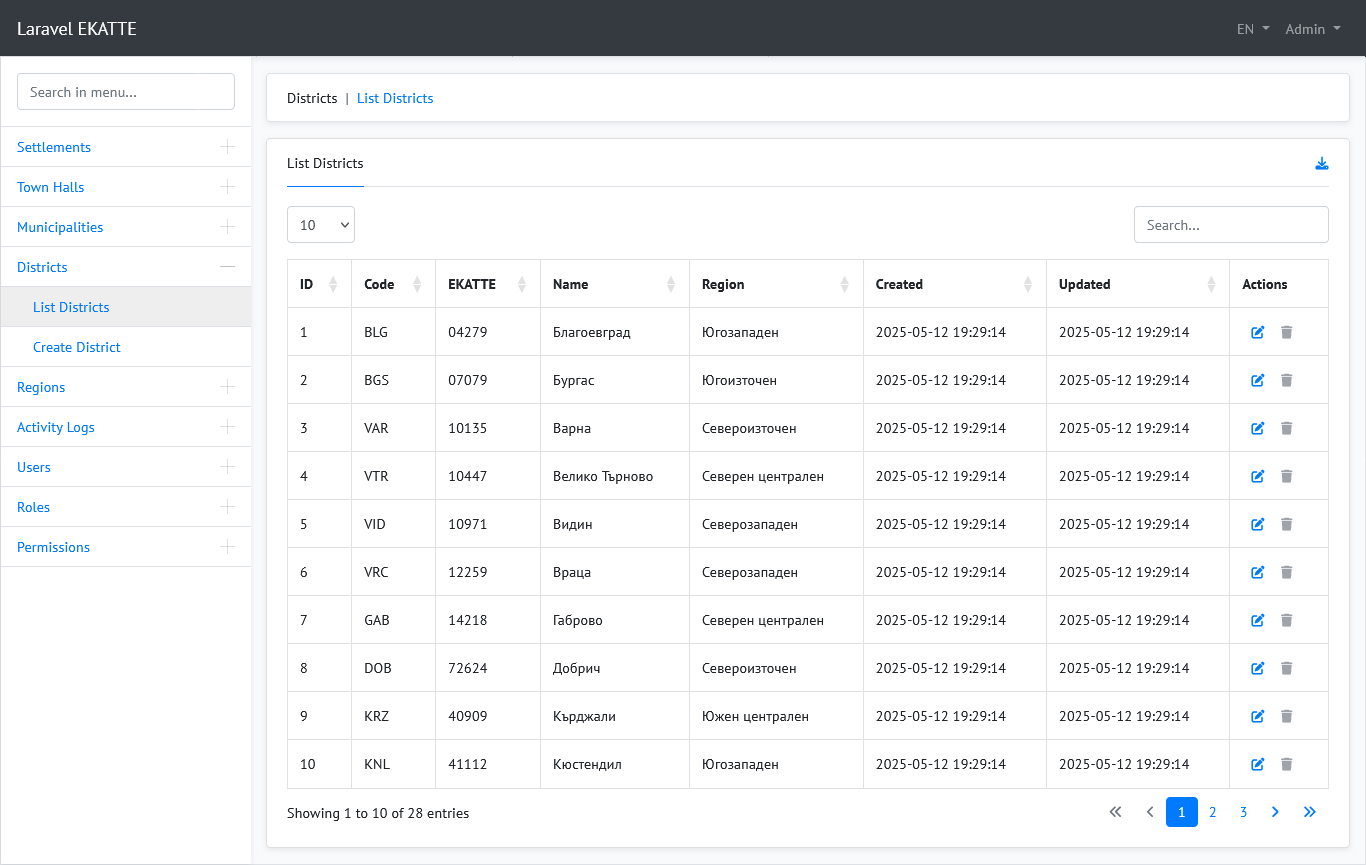 Laravel EKATTE
EN Admin
Search in menu...
Settlements
Town Halls
Municipalities
Districts
List Districts
Create District
Regions
Activity Logs
Users
Roles
Permissions
Districts | List Districts
List Districts
10 Search...
ID Code EKATTE Name Region Created Updated Actions
1 BLG 04279 Благоевград Югозападен 2025-05-12 19:29:14 2025-05-12 19:29:14
2 BGS 07079 Бургас Югоизточен 2025-05-12 19:29:14 2025-05-12 19:29:14
3 VAR 10135 Варна Североизточен 2025-05-12 19:29:14 2025-05-12 19:29:14
4 VTR 10447 Велико Търново Северен централен 2025-05-12 19:29:14 2025-05-12 19:29:14
5 VID 10971 Видин Северозападен 2025-05-12 19:29:14 2025-05-12 19:29:14
6 VRC 12259 Враца Северозападен 2025-05-12 19:29:14 2025-05-12 19:29:14
7 GAB 14218 Габрово Северен централен 2025-05-12 19:29:14 2025-05-12 19:29:14
8 DOB 72624 Добрич Североизточен 2025-05-12 19:29:14 2025-05-12 19:29:14
9 KRZ 40909 Кърджали Южен централен 2025-05-12 19:29:14 2025-05-12 19:29:14
10 KNL 41112 Кюстендил Югозападен 2025-05-12 19:29:14 2025-05-12 19:29:14
Showing 1 to 10 of 28 entries
1 2 3